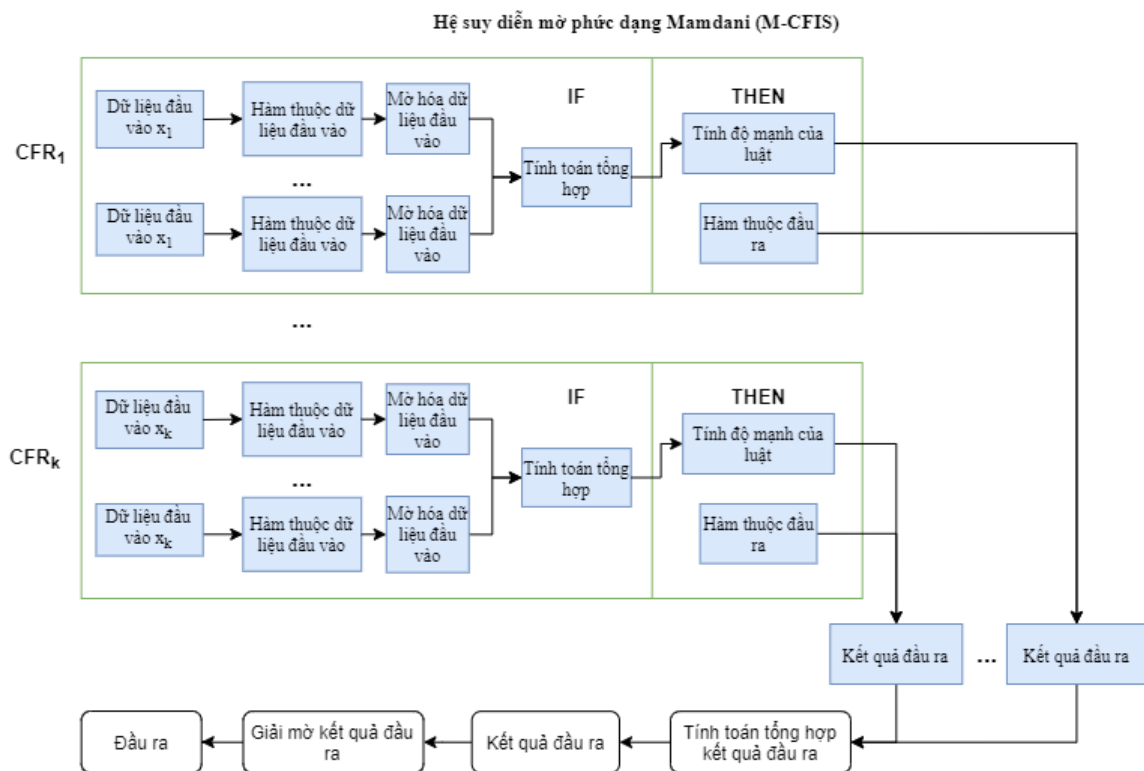 Hệ suy diễn mờ phức dạng Mamdani (M-CFIS)
IF
THEN
CFR1
Dữ liệu đầu
vào x1
Hàm thuộc dữ
liệu đầu vào
Mờ hóa dữ
liệu đầu
vào
...
Dữ liệu đầu
vào x1
Hàm thuộc dữ
liệu đầu vào
Mờ hóa dữ
liệu đầu
vào
Tính toán tổng
hợp
Tính độ mạnh của
luật
Hàm thuộc đầu
ra
...
IF
THEN
CFRk
Dữ liệu đầu
vào xk
Hàm thuộc dữ
liệu đầu vào
Mờ hóa dữ
liệu đầu
vào
...
Dữ liệu đầu
vào xk
Hàm thuộc dữ
liệu đầu vào
Mờ hóa dữ
liệu đầu
vào
Tính toán tổng
hợp
Tính độ mạnh của
luật
Hàm thuộc đầu
ra
Kết quả đầu ra
...
Kết quả đầu ra
Đầu ra
Giải mờ kết quả đầu
ra
Kết quả đầu ra
Tính toán tổng hợp
kết quả đầu ra